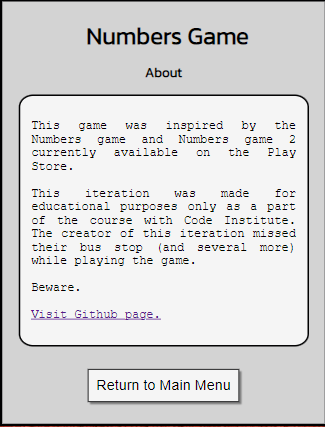 Numbers Game
About
This game was inspired by the
Numbers game and Numbers game 2
currently available on the Play
Store.
This iteration was made for
educational purposes only as a part
of the course with Code Institute.
The creator of this iteration missed
their bus stop (and several more)
while playing the game.
Beware.
Visit Github page.
Return to Main Menu